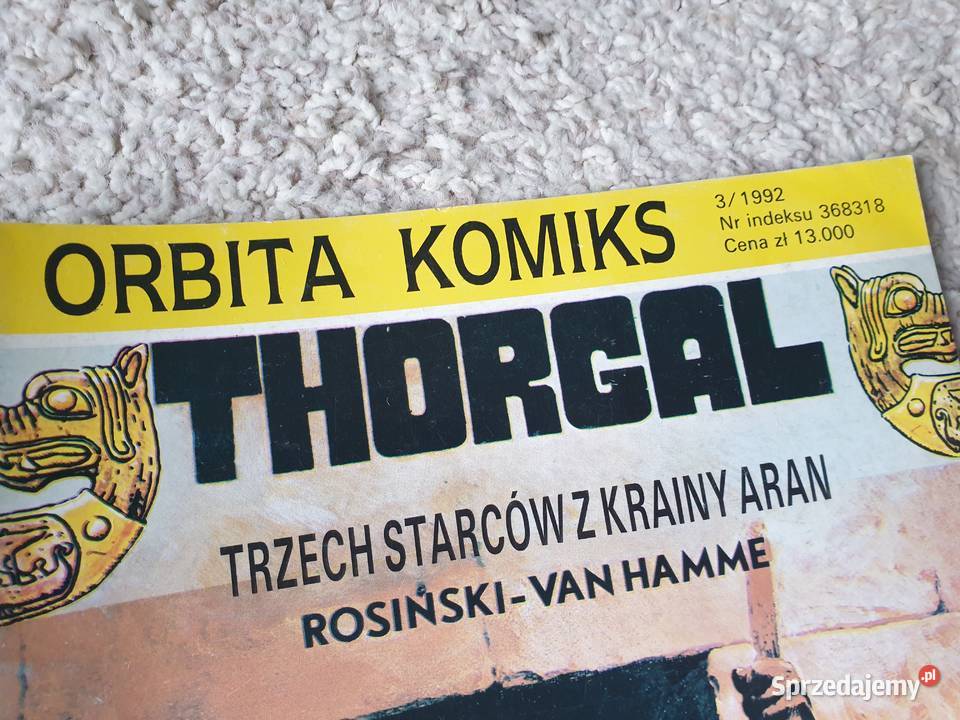 ORBITA KOMIKS
3/1992
Nr indeksu 368318
Cena zł 13.000
THORGAL
TRZECH STARCÓW Z KRAINY ARAN
ROSIŃSKI-VAN HAMME
Sprzedajemy.pl